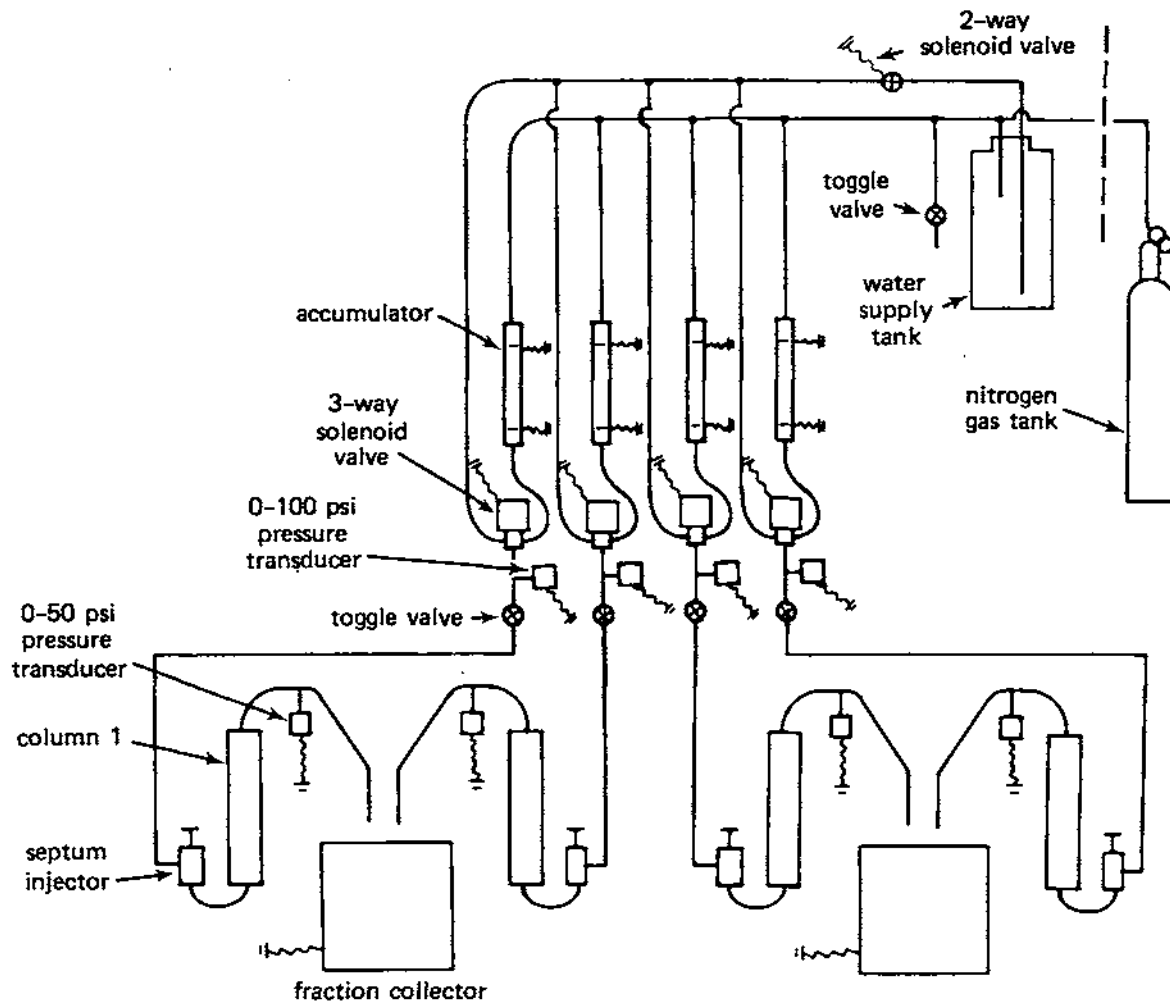 2-way
solenoid valve
toggle
valve
water
supply
tank
accumulator
nitrogen
gas tank
3-way
solenoid
valve
0-100 psi
pressure
transducer
toggle valve
0-50 psi
pressure
transducer
column 1
septum
injector
fraction collector